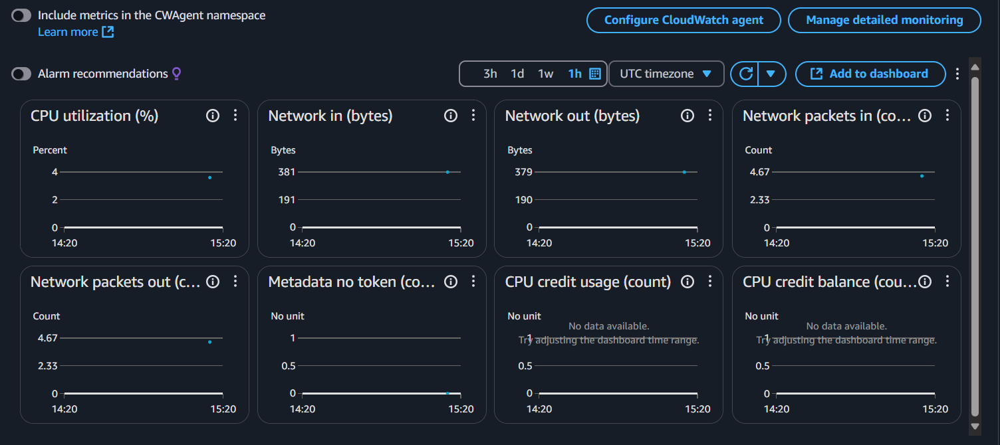 Include metrics in the CWAgent namespace
Learn more
Configure CloudWatch agent
Manage detailed monitoring
Alarm recommendations
3h 1d 1w 1h
UTC timezone
Add to dashboard
CPU utilization (%)
Percent
4
2
0
14:20 15:20
Network in (bytes)
Bytes
381
191
0
14:20 15:20
Network out (bytes)
Bytes
379
190
0
14:20 15:20
Network packets in (co...
Count
4.67
2.33
0
14:20 15:20
Network packets out (c...
Count
4.67
2.33
0
14:20 15:20
Metadata no token (co...
No unit
1
0.5
0
14:20 15:20
CPU credit usage (count)
No unit
No data available.
Try adjusting the dashboard time range.
1
0.5
0
14:20 15:20
CPU credit balance (cou...
No unit
No data available.
Try adjusting the dashboard time range.
1
0.5
0
14:20 15:20